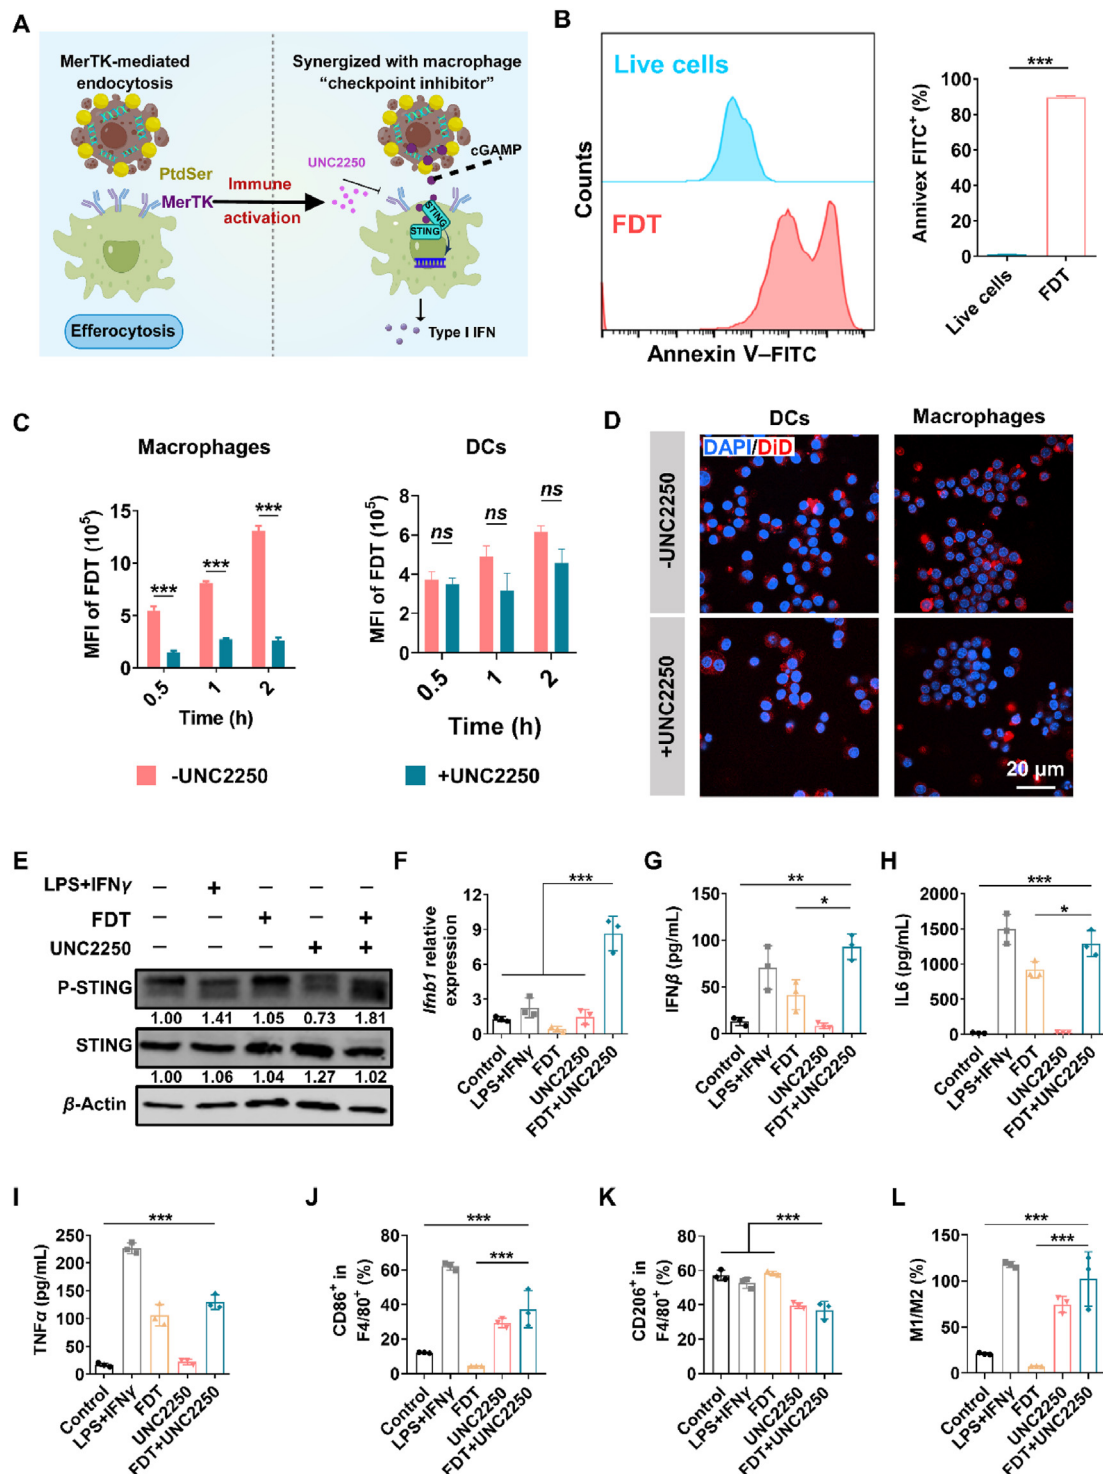 A
MerTK-mediated
endocytosis
Synergized with macrophage
“checkpoint inhibitor”
PtdSer
MerTK
Immune
activation
UNC2250
cGAMP
STING
STING
Type I IFN
Efferocytosis
B
Live cells
FDT
Counts
Annexin V–FITC
***
Annivex FITC⁺ (%)
100
80
60
40
20
0
Live cells
FDT
C
Macrophages
MFI of FDT (10⁵)
15
10
5
0
***
***
***
0.5
1
2
Time (h)
DCs
MFI of FDT (10⁵)
8
6
4
2
0
ns
ns
ns
0.5
1
2
Time (h)
-UNC2250
+UNC2250
D
DCs
Macrophages
DAPI/DiD
-UNC2250
+UNC2250
20 µm
E
LPS+IFNγ – + – – –
FDT – – + – +
UNC2250 – – – + +
P-STING
1.00 1.41 1.05 0.73 1.81
STING
1.00 1.06 1.04 1.27 1.02
β-Actin
F
Ifnb1 relative
expression
12
9
6
3
0
***
Control
LPS+IFNγ
FDT
UNC2250
FDT+UNC2250
G
IFNβ (pg/mL)
150
100
50
0
**
*
Control
LPS+IFNγ
FDT
UNC2250
FDT+UNC2250
H
IL6 (pg/mL)
2000
1500
1000
500
0
***
*
Control
LPS+IFNγ
FDT
UNC2250
FDT+UNC2250
I
TNFα (pg/mL)
250
200
150
100
50
0
***
Control
LPS+IFNγ
FDT
UNC2250
FDT+UNC2250
J
CD86⁺ in
F4/80⁺ (%)
80
60
40
20
0
***
***
Control
LPS+IFNγ
FDT
UNC2250
FDT+UNC2250
K
CD206⁺ in
F4/80⁺ (%)
80
60
40
20
0
***
Control
LPS+IFNγ
FDT
UNC2250
FDT+UNC2250
L
M1/M2 (%)
150
100
50
0
***
***
Control
LPS+IFNγ
FDT
UNC2250
FDT+UNC2250